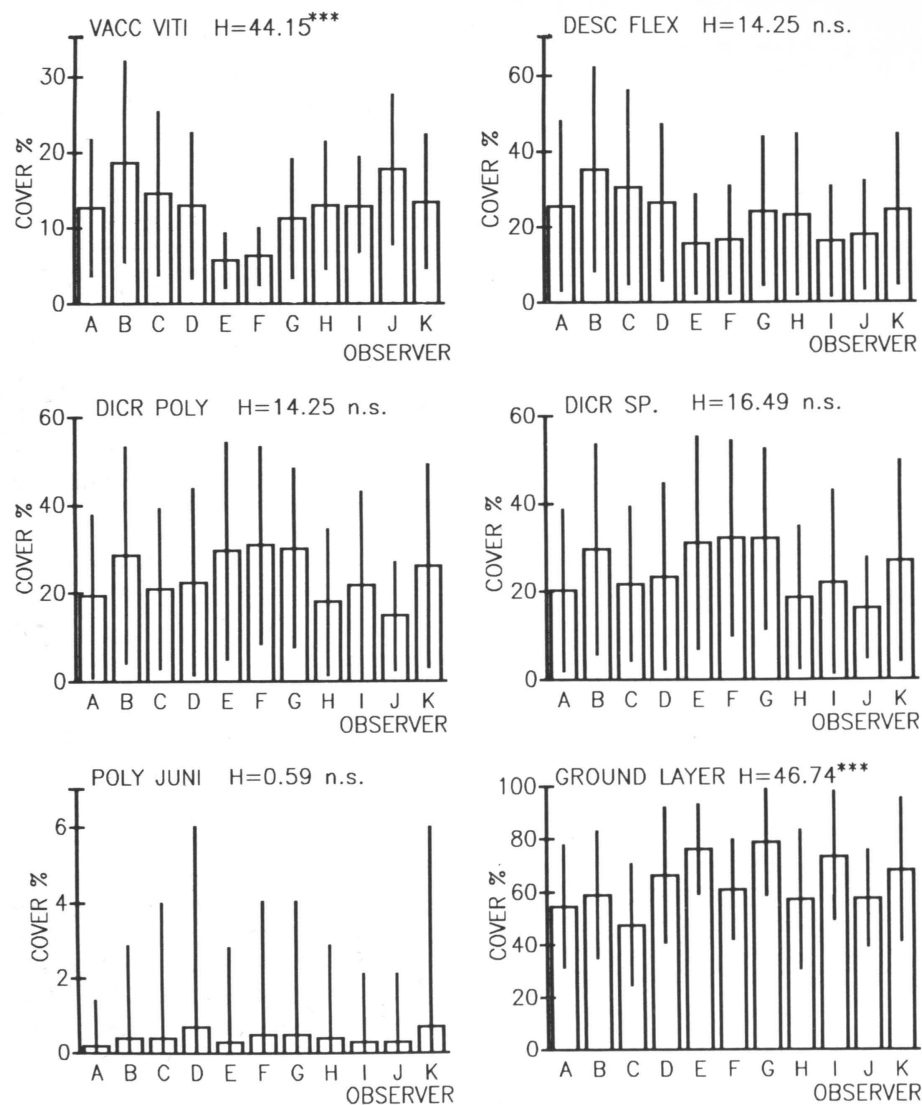 VACC VITI H=44.15***
COVER %
30
20
10
0
A B C D E F G H I J K
OBSERVER
DESC FLEX H=14.25 n.s.
COVER %
60
40
20
0
A B C D E F G H I J K
OBSERVER
DICR POLY H=14.25 n.s.
COVER %
60
40
20
0
A B C D E F G H I J K
OBSERVER
DICR SP. H=16.49 n.s.
COVER %
60
40
20
0
A B C D E F G H I J K
OBSERVER
POLY JUNI H=0.59 n.s.
COVER %
6
4
2
0
A B C D E F G H I J K
OBSERVER
GROUND LAYER H=46.74***
COVER %
100
80
60
40
20
0
A B C D E F G H I J K
OBSERVER